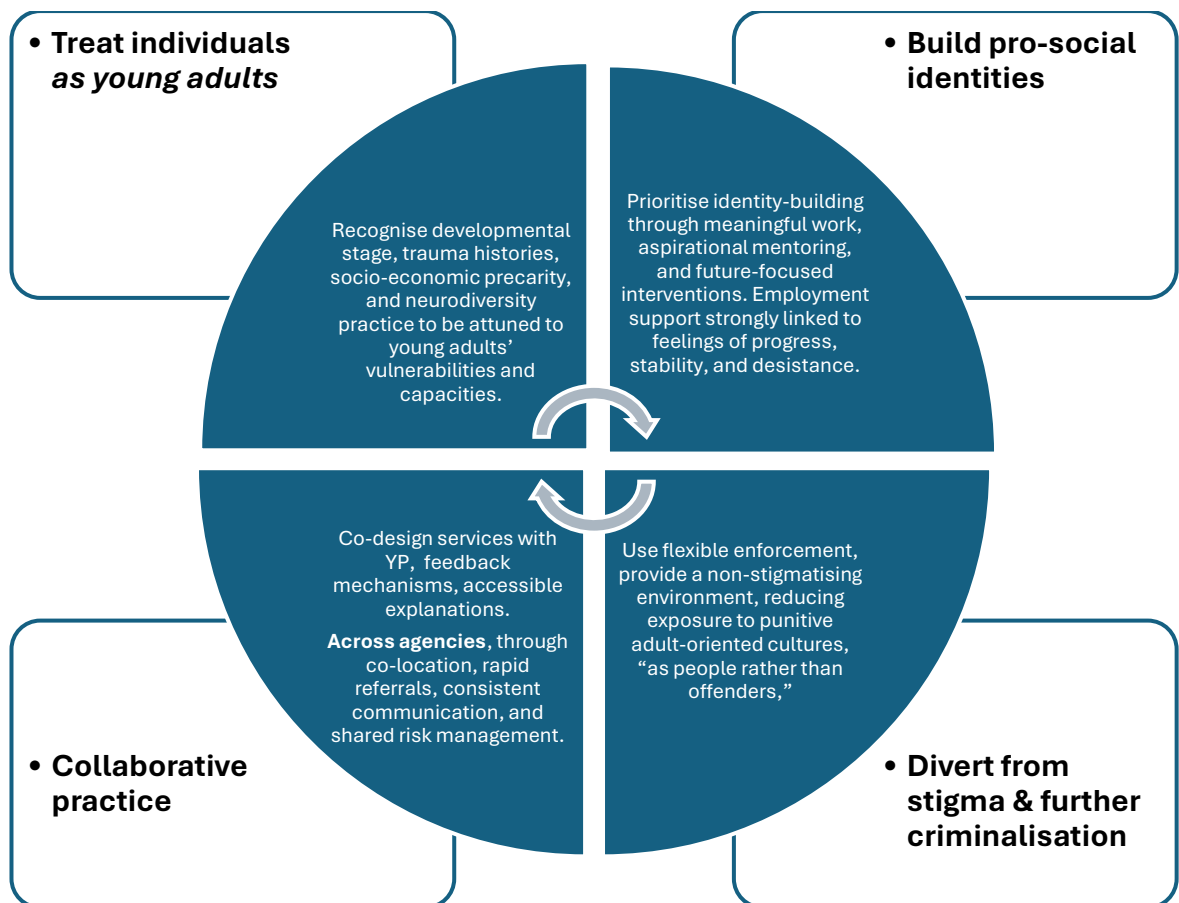 • Treat individuals
as young adults
Recognise developmental
stage, trauma histories,
socio-economic precarity,
and neurodiversity
practice to be attuned to
young adults’
vulnerabilities and
capacities.
• Build pro-social
identities
Prioritise identity-building
through meaningful work,
aspirational mentoring,
and future-focused
interventions. Employment
support strongly linked to
feelings of progress,
stability, and desistance.
Co-design services with
YP, feedback
mechanisms, accessible
explanations.
Across agencies, through
co-location, rapid
referrals, consistent
communication, and
shared risk management.
• Collaborative
practice
Use flexible enforcement,
provide a non-stigmatising
environment, reducing
exposure to punitive
adult-oriented cultures,
“as people rather than
offenders,”
• Divert from
stigma & further
criminalisation